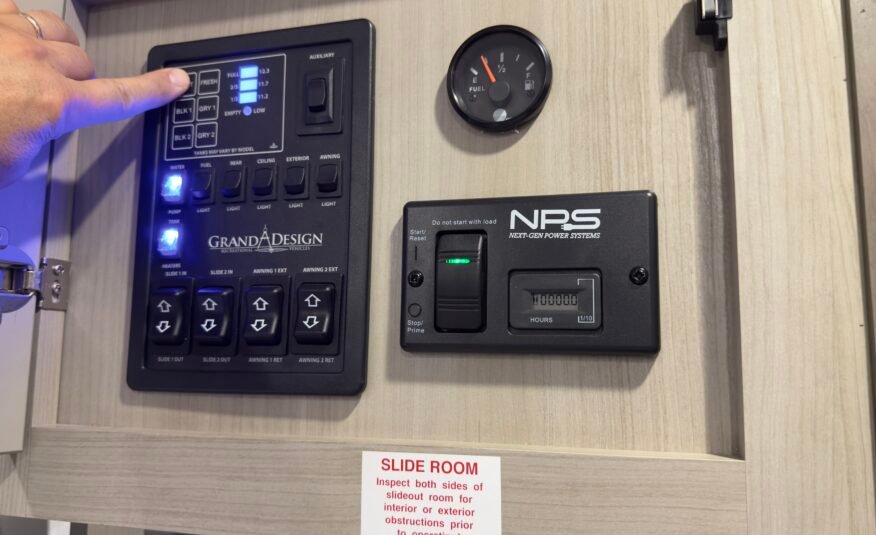 AUXILIARY
FRESH
FULL 12.3
2/3 11.7
1/3 11.2
EMPTY LOW
BLK 1 GRY 1
BLK 2 GRY 2
TANKS MAY VARY BY MODEL
WATER FUEL REAR CEILING EXTERIOR AWNING
PUMP LIGHT LIGHT LIGHT LIGHT LIGHT
TANK
HEATERS
GRAND DESIGN
RECREATIONAL VEHICLES
SLIDE 1 IN SLIDE 2 IN AWNING 1 EXT AWNING 2 EXT
SLIDE 1 OUT SLIDE 2 OUT AWNING 1 RET AWNING 2 RET
E 1/2 F
FUEL
Do not start with load
Start/
Reset
Stop/
Prime
NPS
NEXT-GEN POWER SYSTEMS
00000
HOURS 1/10
SLIDE ROOM
Inspect both sides of
slideout room for
interior or exterior
obstructions prior